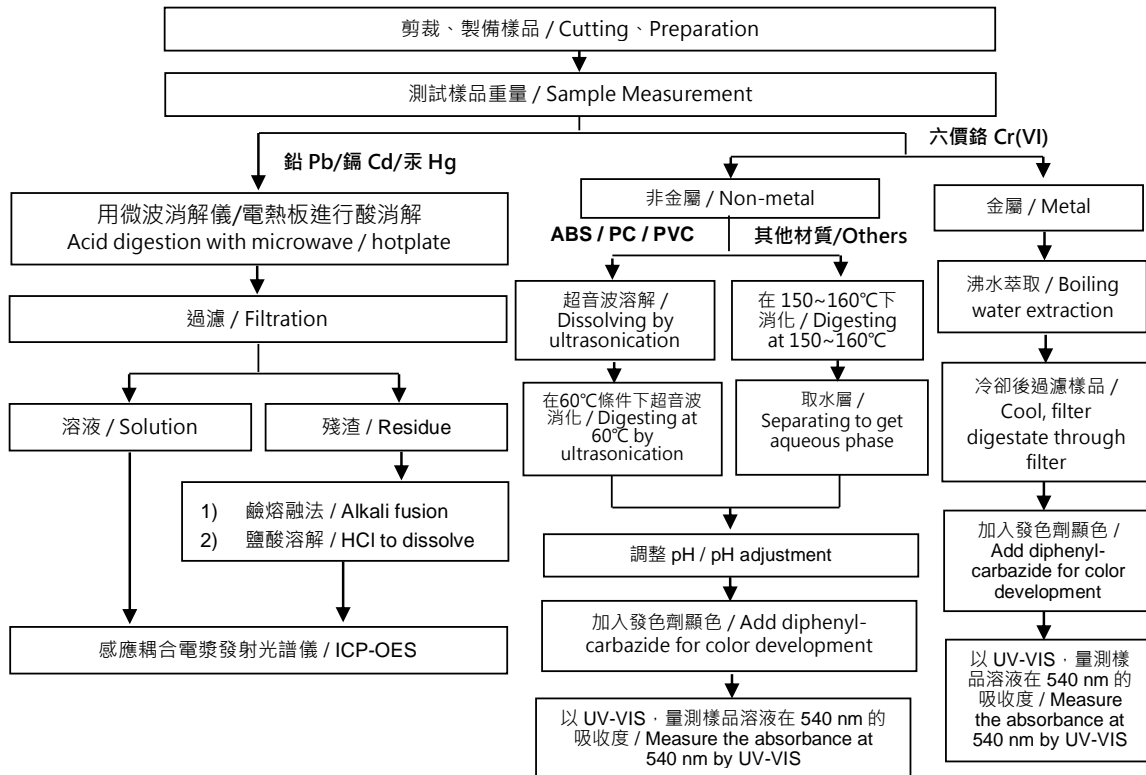 剪裁、製備樣品 / Cutting、Preparation
測試樣品重量 / Sample Measurement
六價鉻 Cr(VI)
鉛 Pb/鎘 Cd/汞 Hg
用微波消解儀/電熱板進行酸消解
Acid digestion with microwave / hotplate
過濾 / Filtration
溶液 / Solution
殘渣 / Residue
1) 鹼熔融法 / Alkali fusion
2) 鹽酸溶解 / HCl to dissolve
感應耦合電漿發射光譜儀 / ICP-OES
非金屬 / Non-metal
ABS / PC / PVC
其他材質/Others
超音波溶解 /
Dissolving by
ultrasonication
在60℃條件下超音波
消化 / Digesting at
60℃ by
ultrasonication
在 150~160℃下
消化 / Digesting
at 150~160℃
取水層 /
Separating to get
aqueous phase
調整 pH / pH adjustment
加入發色劑顯色 / Add diphenyl-
carbazide for color development
以 UV-VIS﹐量測樣品溶液在 540 nm 的
吸收度 / Measure the absorbance at
540 nm by UV-VIS
金屬 / Metal
沸水萃取 / Boiling
water extraction
冷卻後過濾樣品 /
Cool, filter
digestate through
filter
加入發色劑顯色 /
Add diphenyl-
carbazide for color
development
以 UV-VIS﹐量測樣
品溶液在 540 nm 的
吸收度 / Measure
the absorbance at
540 nm by UV-VIS